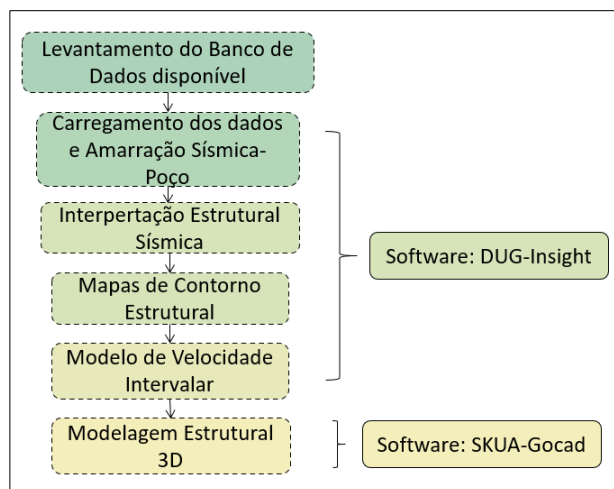 Levantamento do Banco de
Dados disponível
Carregamento dos dados
e Amarração Sísmica-
Poço
Interpertação Estrutural
Sísmica
Mapas de Contorno
Estrutural
Modelo de Velocidade
Intervalar
Modelagem Estrutural
3D
Software: DUG-Insight
Software: SKUA-Gocad